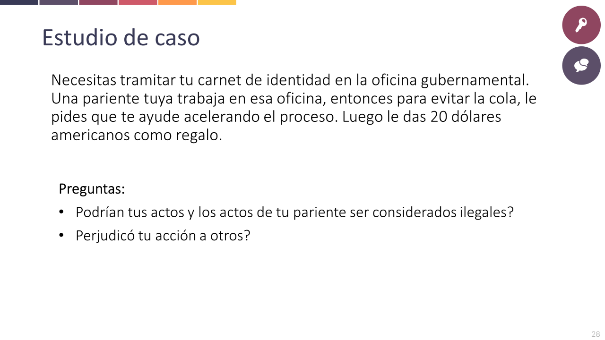 Estudio de caso
Necesitas tramitar tu carnet de identidad en la oficina gubernamental.
Una pariente tuya trabaja en esa oficina, entonces para evitar la cola, le
pides que te ayude acelerando el proceso. Luego le das 20 dólares
americanos como regalo.
Preguntas:
• Podrían tus actos y los actos de tu pariente ser considerados ilegales?
• Perjudicó tu acción a otros?
28